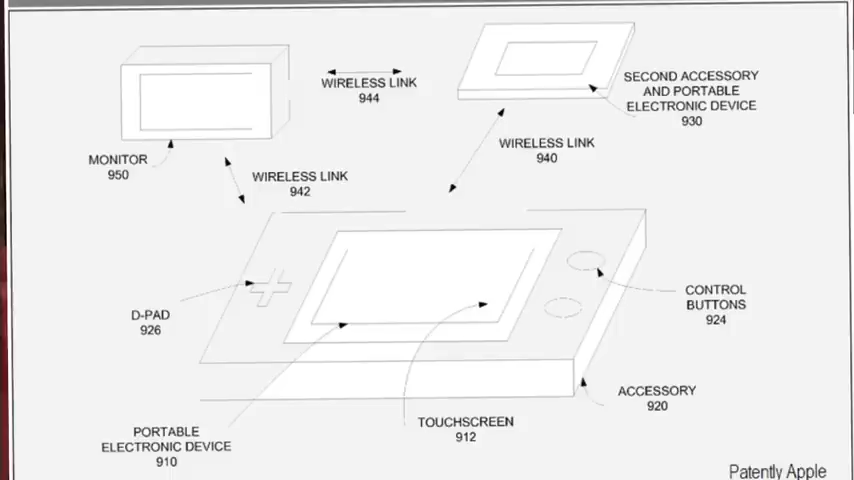 WIRELESS LINK
944
SECOND ACCESSORY
AND PORTABLE
ELECTRONIC DEVICE
930
MONITOR
950
WIRELESS LINK
942
WIRELESS LINK
940
D-PAD
926
CONTROL
BUTTONS
924
ACCESSORY
920
PORTABLE
ELECTRONIC DEVICE
910
TOUCHSCREEN
912
Patently Apple